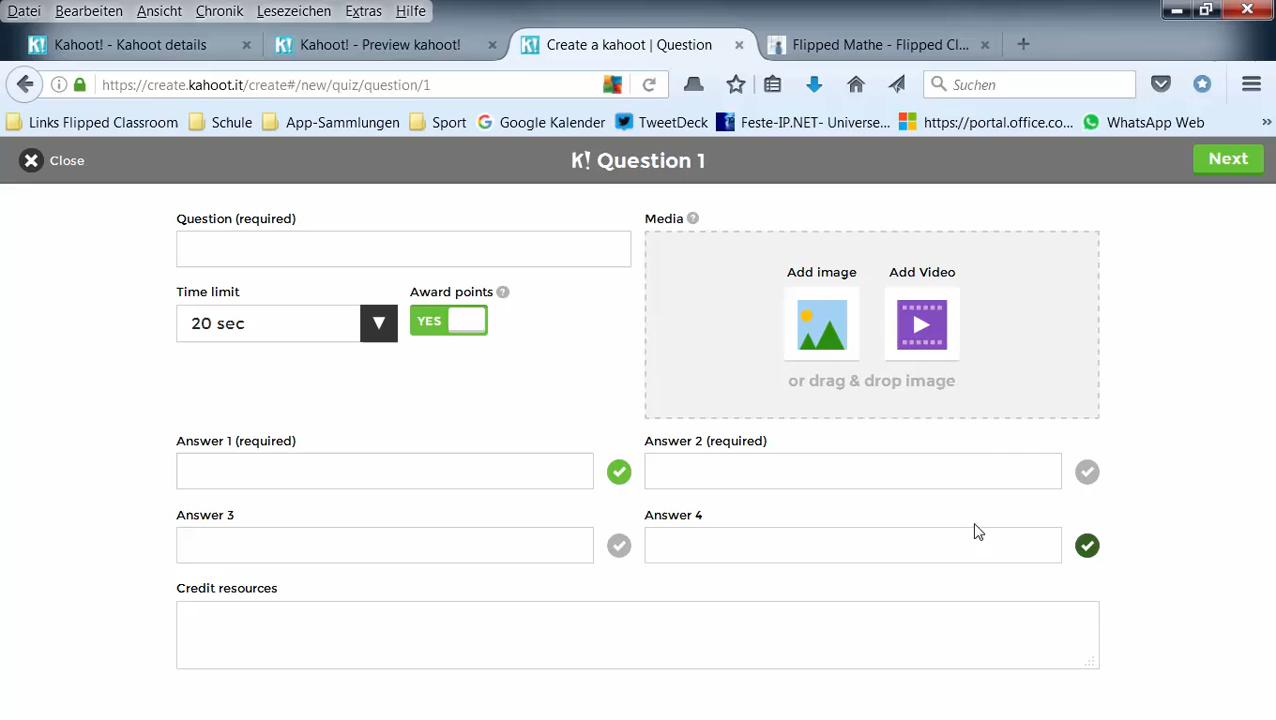 Datei Bearbeiten Ansicht Chronik Lesezeichen Extras Hilfe
K! Kahoot! - Kahoot details K! Kahoot! - Preview kahoot! K! Create a kahoot | Question Flipped Mathe - Flipped Cl...
https://create.kahoot.it/create#/new/quiz/question/1 Suchen
Links Flipped Classroom Schule App-Sammlungen Sport Google Kalender TweetDeck Feste-IP.NET- Universe... https://portal.office.co... WhatsApp Web
Close K! Question 1 Next
Question (required) Media ?
Add image Add Video
Time limit Award points ?
20 sec YES
or drag & drop image
Answer 1 (required) Answer 2 (required)
Answer 3 Answer 4
Credit resources